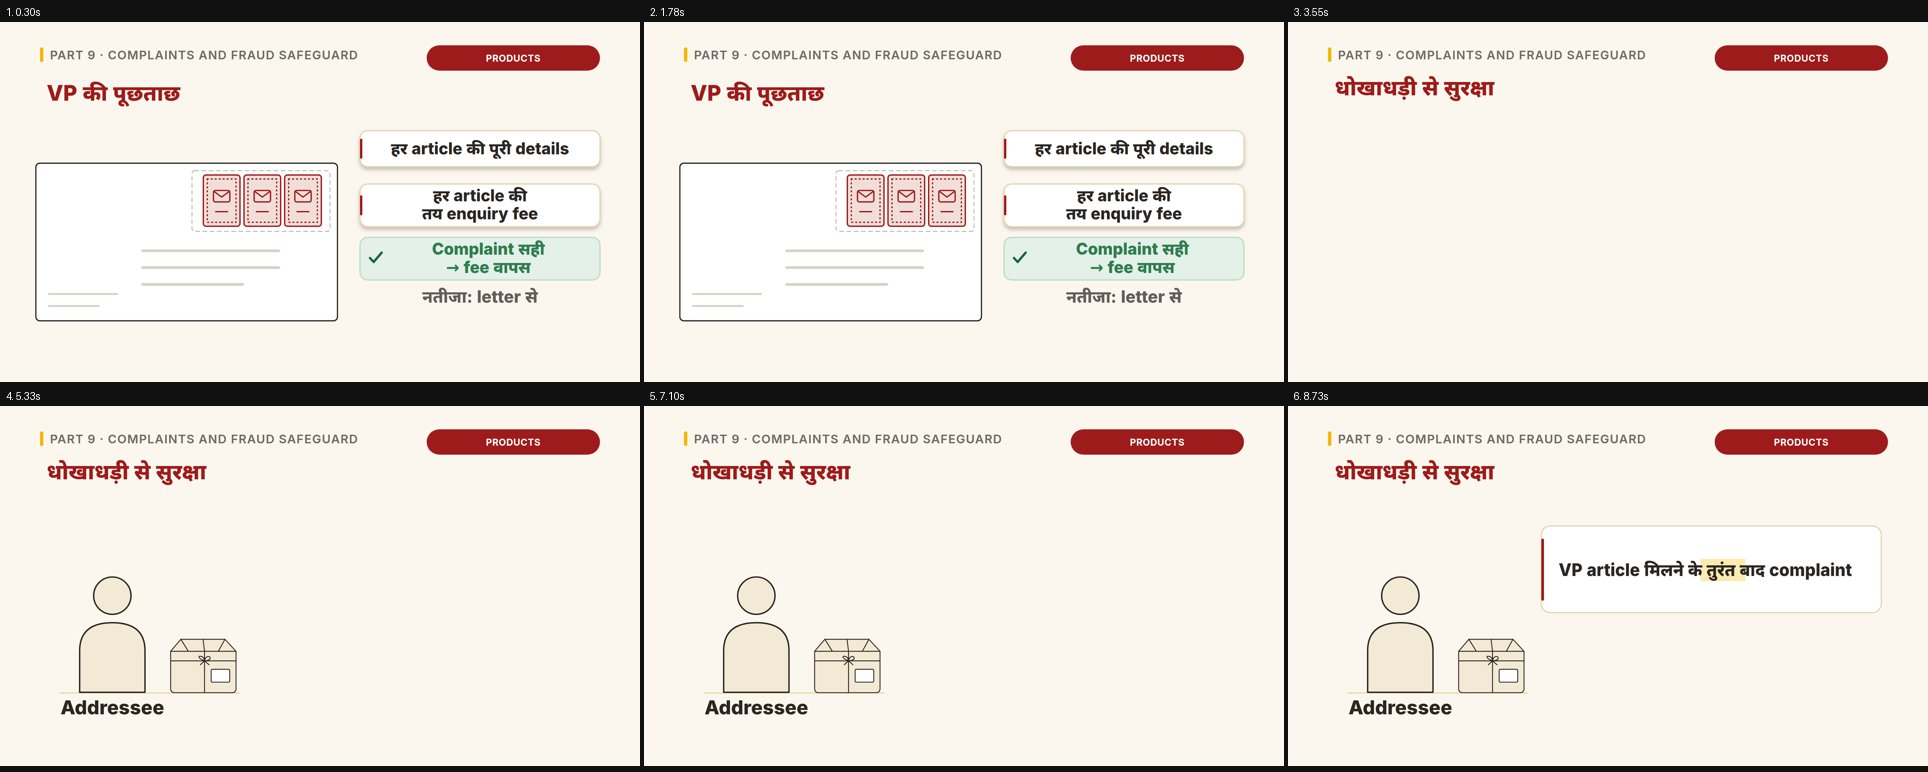 1. 0.30s
PART 9 · COMPLAINTS AND FRAUD SAFEGUARD
PRODUCTS
VP की पूछताछ
हर article की पूरी details
हर article की
तय enquiry fee
Complaint सही
→ fee वापस
नतीजा: letter से
2. 1.78s
PART 9 · COMPLAINTS AND FRAUD SAFEGUARD
PRODUCTS
VP की पूछताछ
हर article की पूरी details
हर article की
तय enquiry fee
Complaint सही
→ fee वापस
नतीजा: letter से
3. 3.55s
PART 9 · COMPLAINTS AND FRAUD SAFEGUARD
PRODUCTS
धोखाधड़ी से सुरक्षा
4. 5.33s
PART 9 · COMPLAINTS AND FRAUD SAFEGUARD
PRODUCTS
धोखाधड़ी से सुरक्षा
Addressee
5. 7.10s
PART 9 · COMPLAINTS AND FRAUD SAFEGUARD
PRODUCTS
धोखाधड़ी से सुरक्षा
Addressee
6. 8.73s
PART 9 · COMPLAINTS AND FRAUD SAFEGUARD
PRODUCTS
धोखाधड़ी से सुरक्षा
VP article मिलने के तुरंत बाद complaint
Addressee